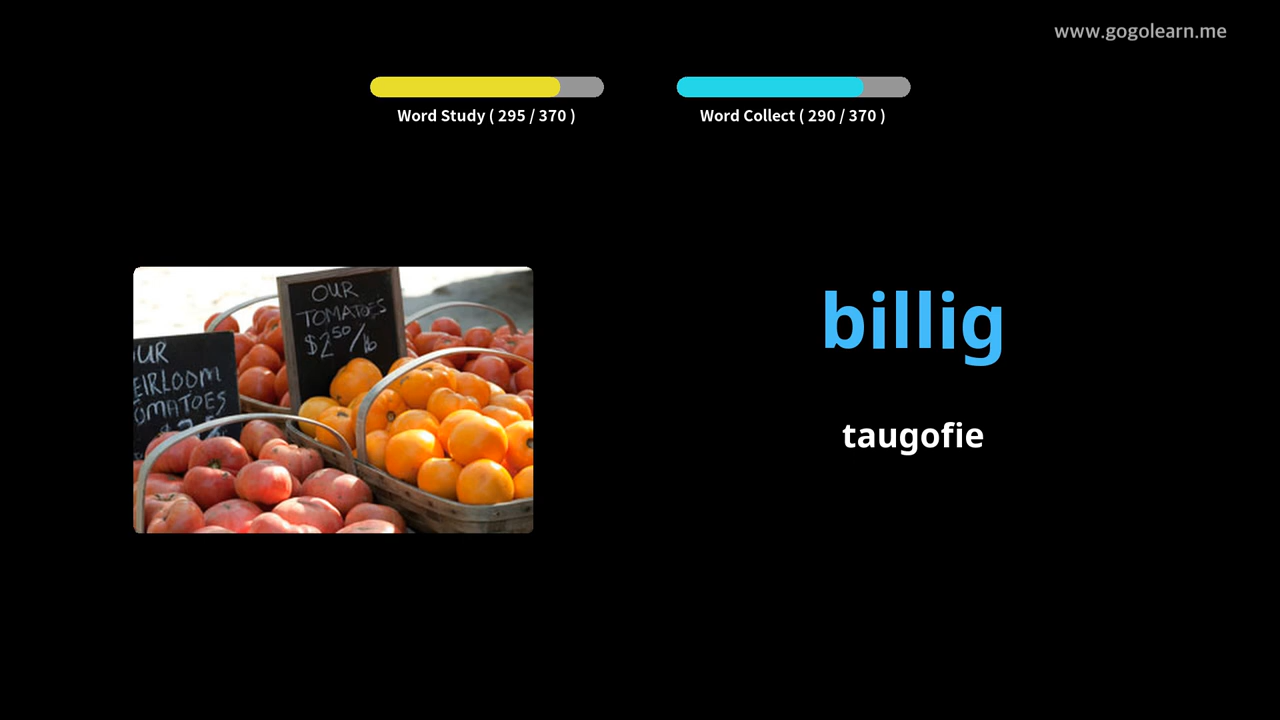 www.gogolearn.me
Word Study ( 295 / 370 )
Word Collect ( 290 / 370 )
OUR
TOMATOES
$2.50/lb
UR
EIRLOOM
OMATOES
billig
taugofie